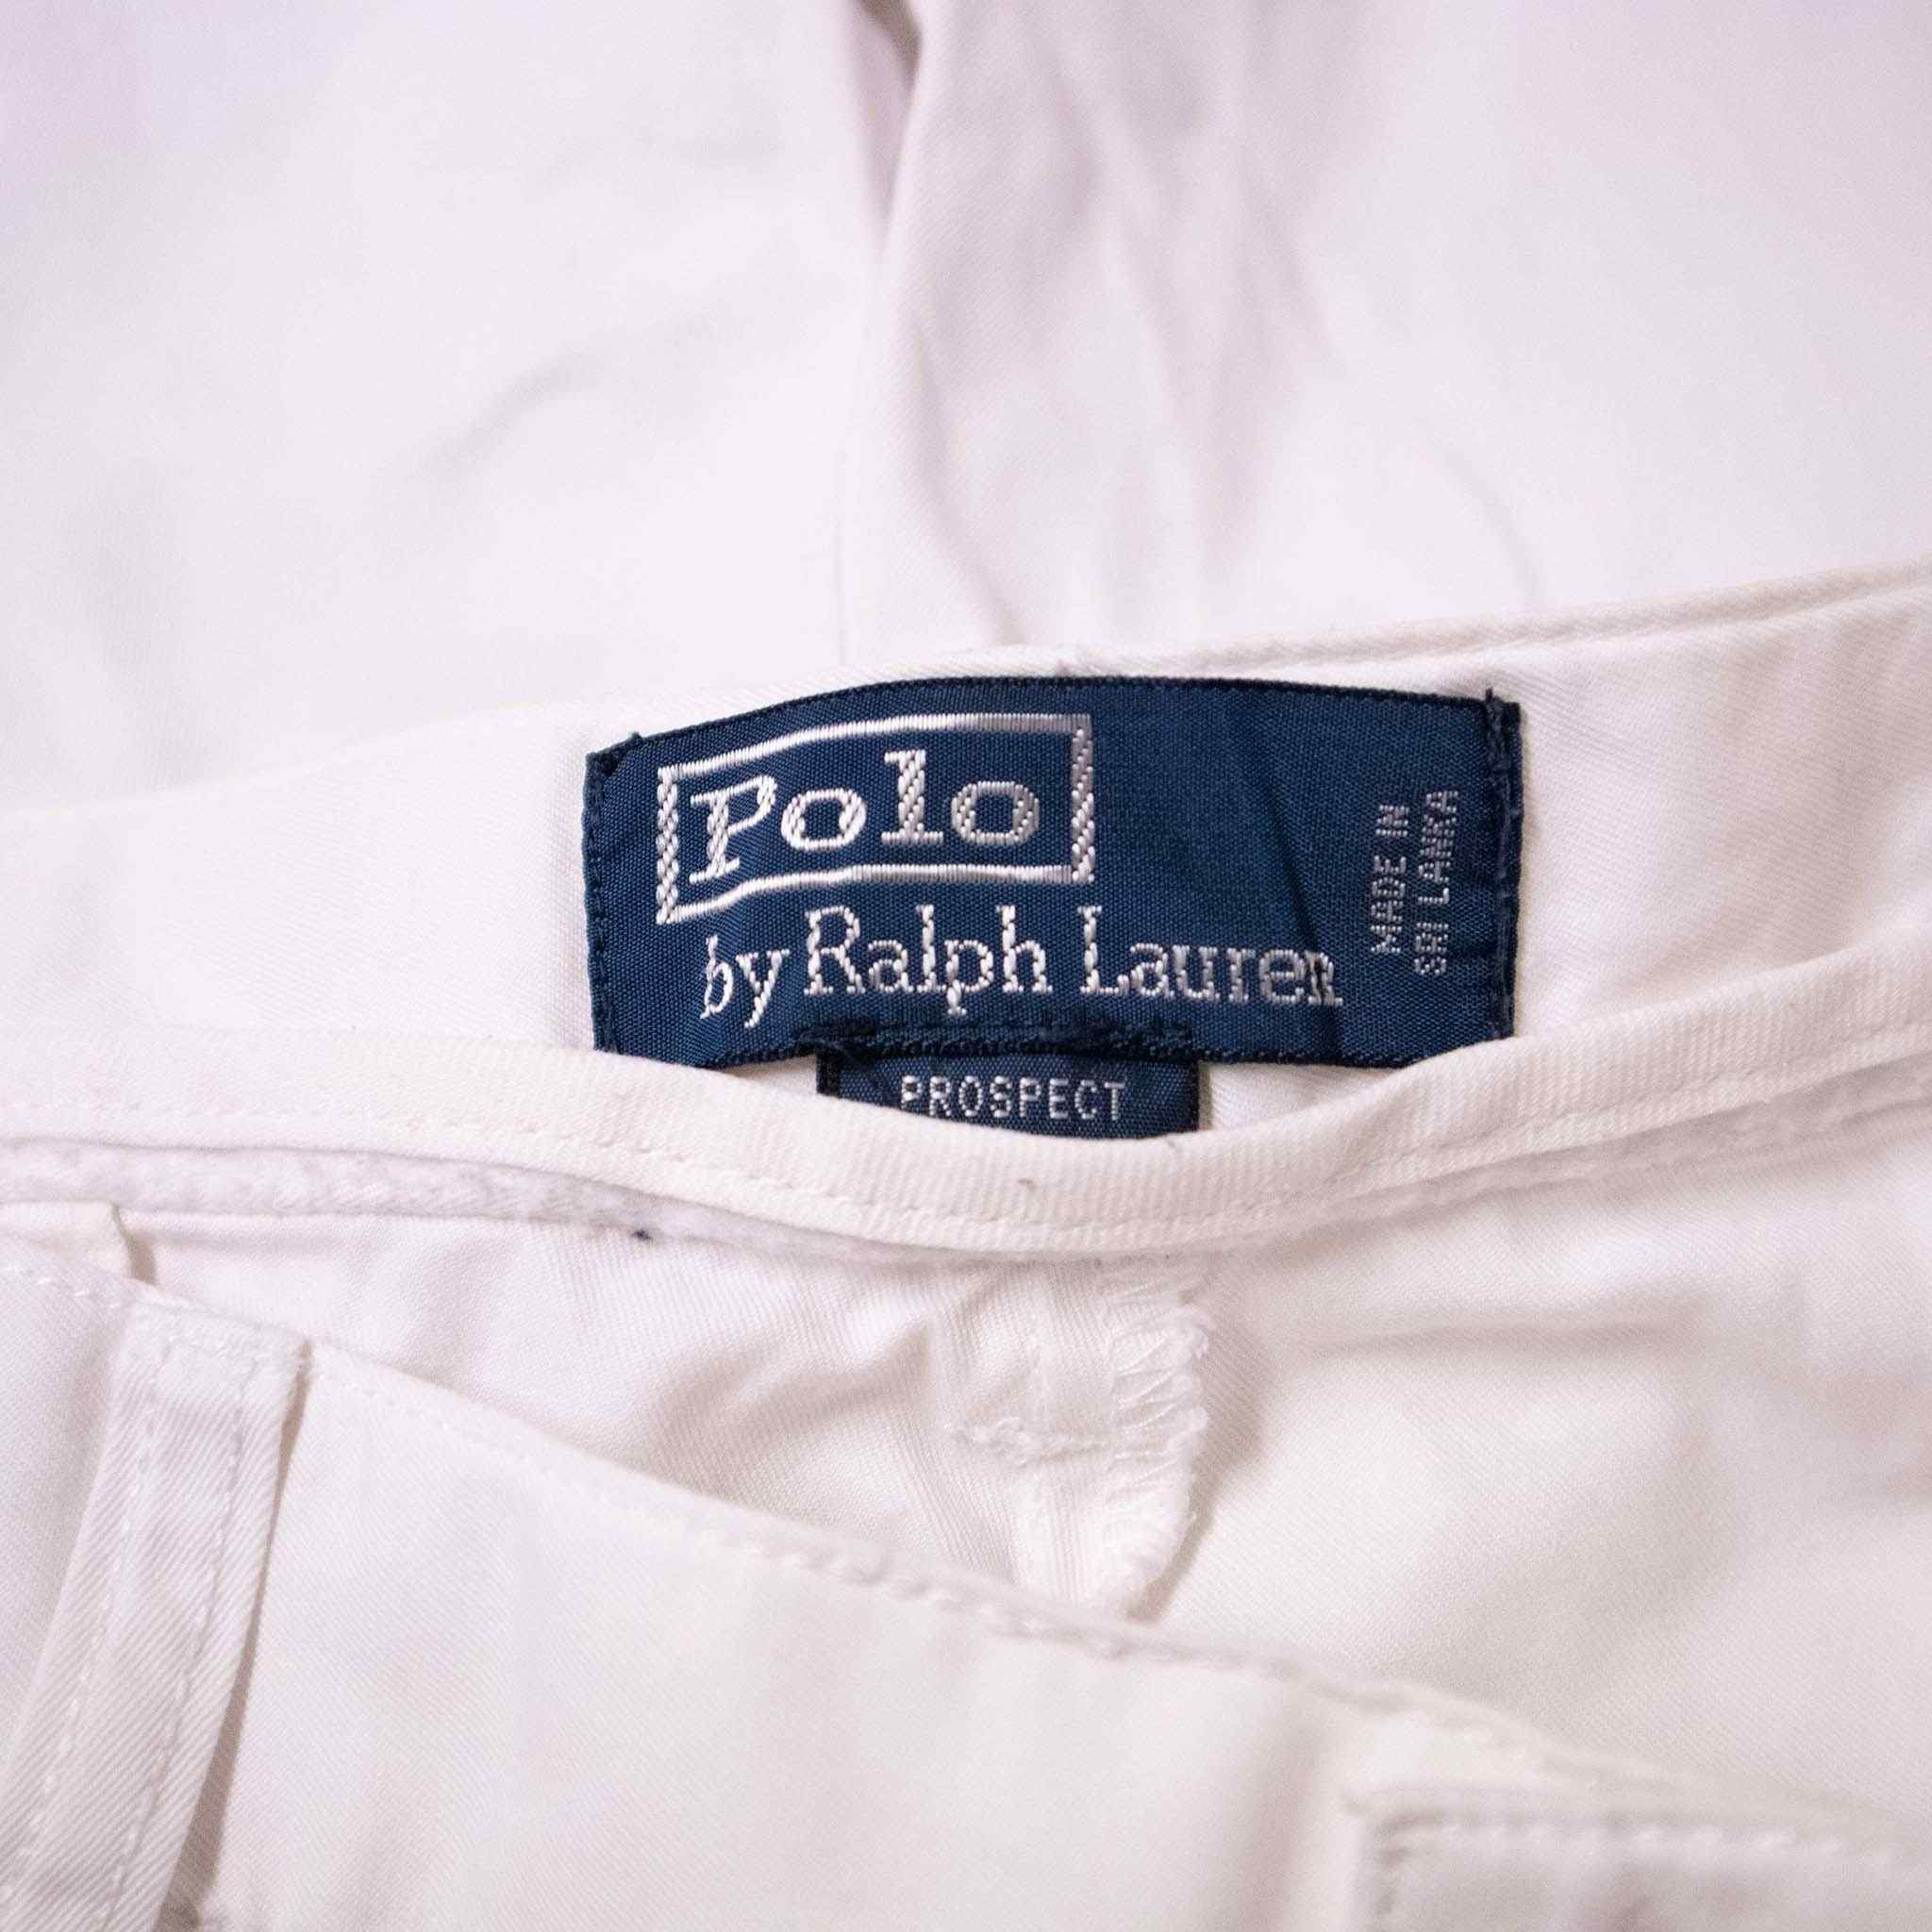 Polo
by Ralph Lauren
MADE IN
SRI LANKA
PROSPECT